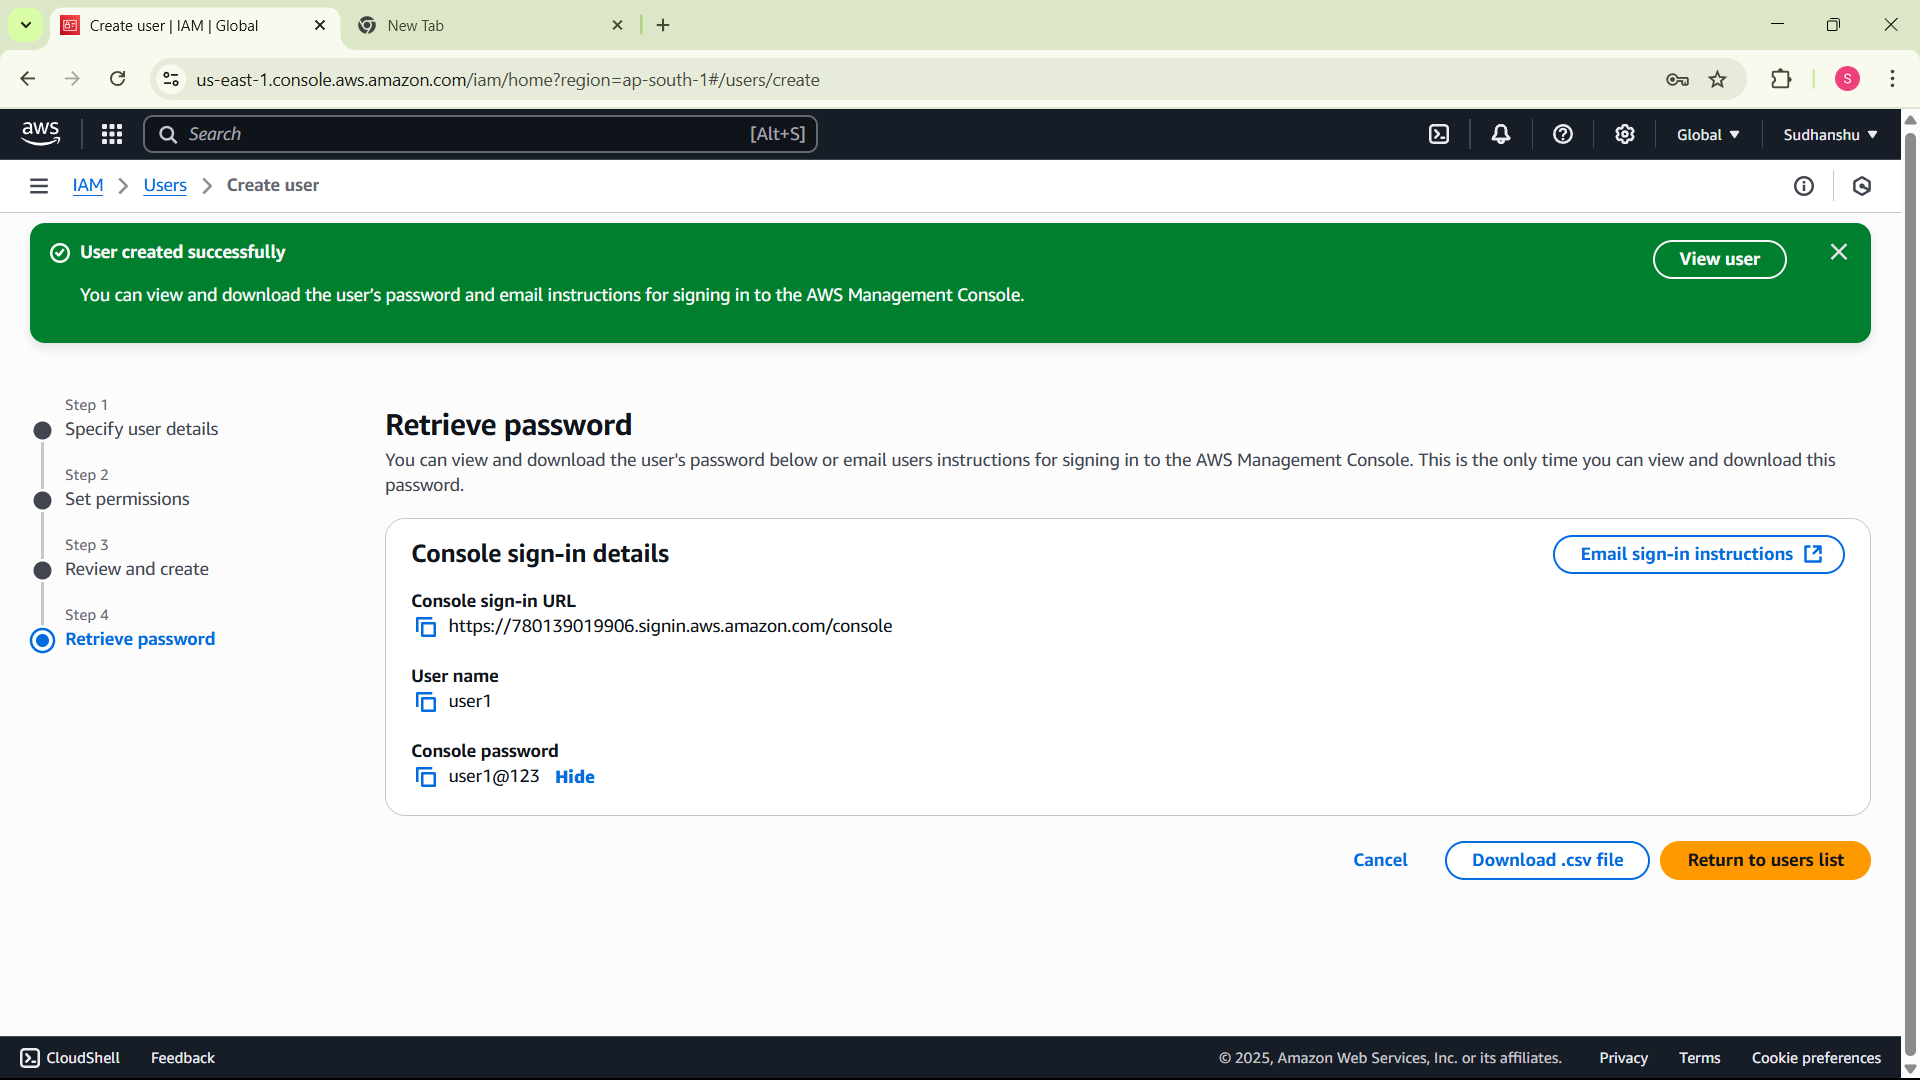 Create user | IAM | Global
New Tab
us-east-1.console.aws.amazon.com/iam/home?region=ap-south-1#/users/create
S
aws
Search
[Alt+S]
Global
Sudhanshu
IAM
Users
Create user
User created successfully
You can view and download the user's password and email instructions for signing in to the AWS Management Console.
View user
Step 1
Specify user details
Step 2
Set permissions
Step 3
Review and create
Step 4
Retrieve password
Retrieve password
You can view and download the user's password below or email users instructions for signing in to the AWS Management Console. This is the only time you can view and download this
password.
Console sign-in details
Email sign-in instructions
Console sign-in URL
https://780139019906.signin.aws.amazon.com/console
User name
user1
Console password
user1@123 Hide
Cancel
Download .csv file
Return to users list
CloudShell
Feedback
© 2025, Amazon Web Services, Inc. or its affiliates.
Privacy
Terms
Cookie preferences